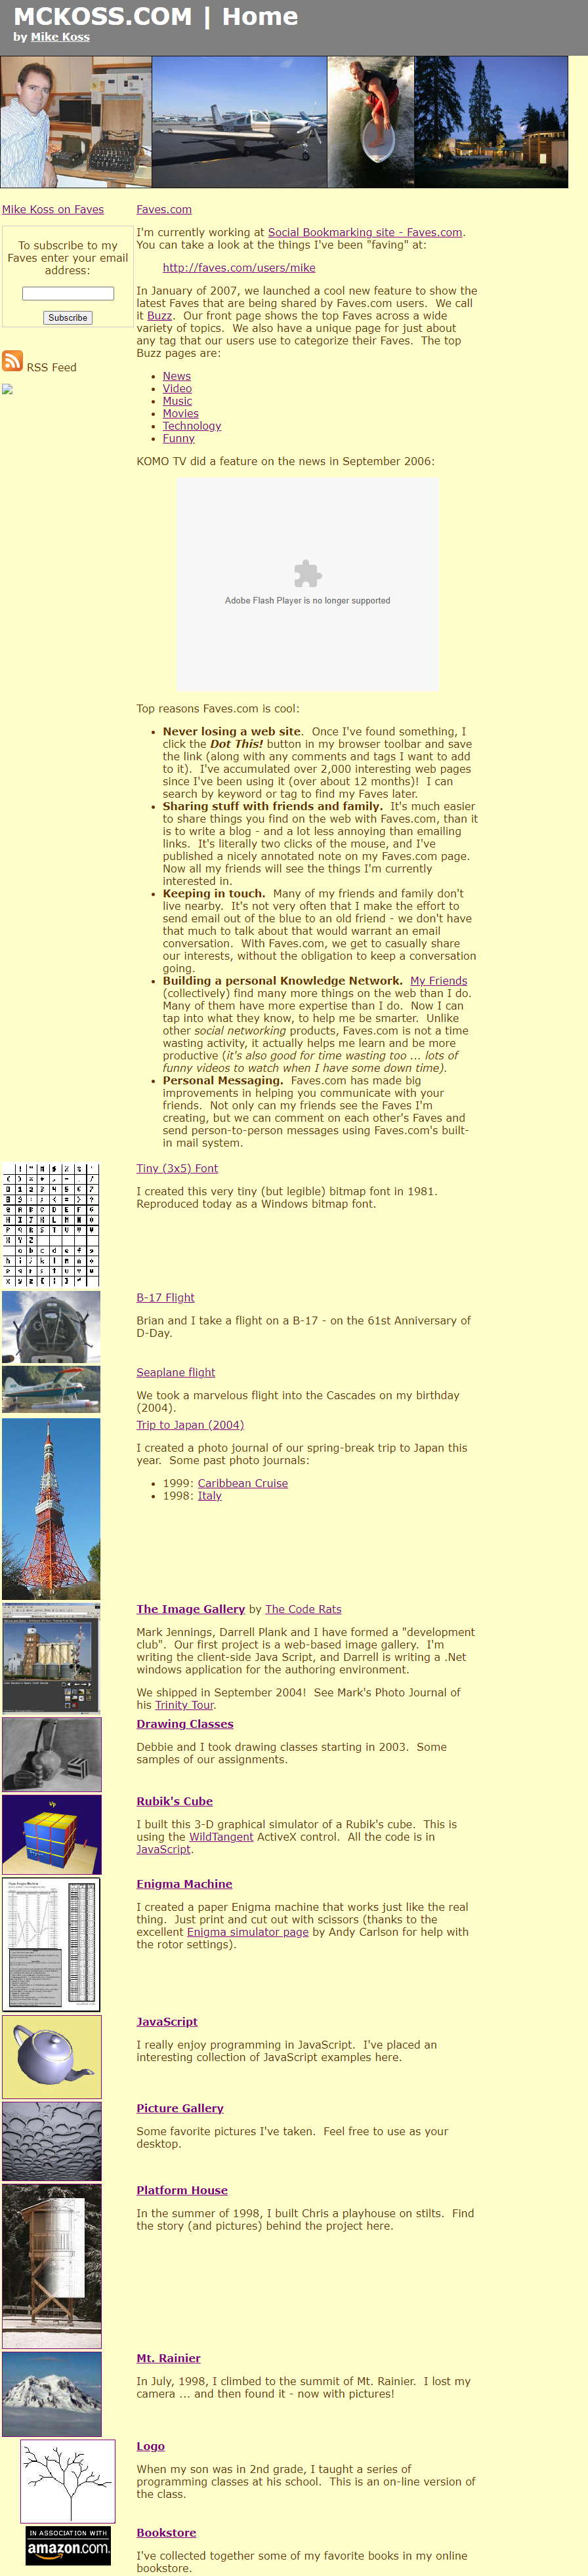 MCKOSS.COM | Home
by Mike Koss
Mike Koss on Faves
To subscribe to my
Faves enter your email
address:
Subscribe
RSS Feed
Faves.com
I'm currently working at Social Bookmarking site - Faves.com.
You can take a look at the things I've been "faving" at:
http://faves.com/users/mike
In January of 2007, we launched a cool new feature to show the
latest Faves that are being shared by Faves.com users. We call
it Buzz. Our front page shows the top Faves across a wide
variety of topics. We also have a unique page for just about
any tag that our users use to categorize their Faves. The top
Buzz pages are:
• News
• Video
• Music
• Movies
• Technology
• Funny
KOMO TV did a feature on the news in September 2006:
Adobe Flash Player is no longer supported
Top reasons Faves.com is cool:
• Never losing a web site. Once I've found something, I
click the Dot This! button in my browser toolbar and save
the link (along with any comments and tags I want to add
to it). I've accumulated over 2,000 interesting web pages
since I've been using it (over about 12 months)! I can
search by keyword or tag to find my Faves later.
• Sharing stuff with friends and family. It's much easier
to share things you find on the web with Faves.com, than it
is to write a blog - and a lot less annoying than emailing
links. It's literally two clicks of the mouse, and I've
published a nicely annotated note on my Faves.com page.
Now all my friends will see the things I'm currently
interested in.
• Keeping in touch. Many of my friends and family don't
live nearby. It's not very often that I make the effort to
send email out of the blue to an old friend - we don't have
that much to talk about that would warrant an email
conversation. With Faves.com, we get to casually share
our interests, without the obligation to keep a conversation
going.
• Building a personal Knowledge Network. My Friends
(collectively) find many more things on the web than I do.
Many of them have more expertise than I do. Now I can
tap into what they know, to help me be smarter. Unlike
other social networking products, Faves.com is not a time
wasting activity, it actually helps me learn and be more
productive (it's also good for time wasting too ... lots of
funny videos to watch when I have some down time).
• Personal Messaging. Faves.com has made big
improvements in helping you communicate with your
friends. Not only can my friends see the Faves I'm
creating, but we can comment on each other's Faves and
send person-to-person messages using Faves.com's built-
in mail system.
Tiny (3x5) Font
I created this very tiny (but legible) bitmap font in 1981.
Reproduced today as a Windows bitmap font.
B-17 Flight
Brian and I take a flight on a B-17 - on the 61st Anniversary of
D-Day.
Seaplane flight
We took a marvelous flight into the Cascades on my birthday
(2004).
Trip to Japan (2004)
I created a photo journal of our spring-break trip to Japan this
year. Some past photo journals:
• 1999: Caribbean Cruise
• 1998: Italy
The Image Gallery by The Code Rats
Mark Jennings, Darrell Plank and I have formed a "development
club". Our first project is a web-based image gallery. I'm
writing the client-side Java Script, and Darrell is writing a .Net
windows application for the authoring environment.
We shipped in September 2004! See Mark's Photo Journal of
his Trinity Tour.
Drawing Classes
Debbie and I took drawing classes starting in 2003. Some
samples of our assignments.
Up
Rubik's Cube
I built this 3-D graphical simulator of a Rubik's cube. This is
using the WildTangent ActiveX control. All the code is in
JavaScript.
Enigma Machine
I created a paper Enigma machine that works just like the real
thing. Just print and cut out with scissors (thanks to the
excellent Enigma simulator page by Andy Carlson for help with
the rotor settings).
JavaScript
I really enjoy programming in JavaScript. I've placed an
interesting collection of JavaScript examples here.
Picture Gallery
Some favorite pictures I've taken. Feel free to use as your
desktop.
Platform House
In the summer of 1998, I built Chris a playhouse on stilts. Find
the story (and pictures) behind the project here.
Mt. Rainier
In July, 1998, I climbed to the summit of Mt. Rainier. I lost my
camera ... and then found it - now with pictures!
Logo
When my son was in 2nd grade, I taught a series of
programming classes at his school. This is an on-line version of
the class.
IN ASSOCIATION WITH
amazon.com.
Bookstore
I've collected together some of my favorite books in my online
bookstore.